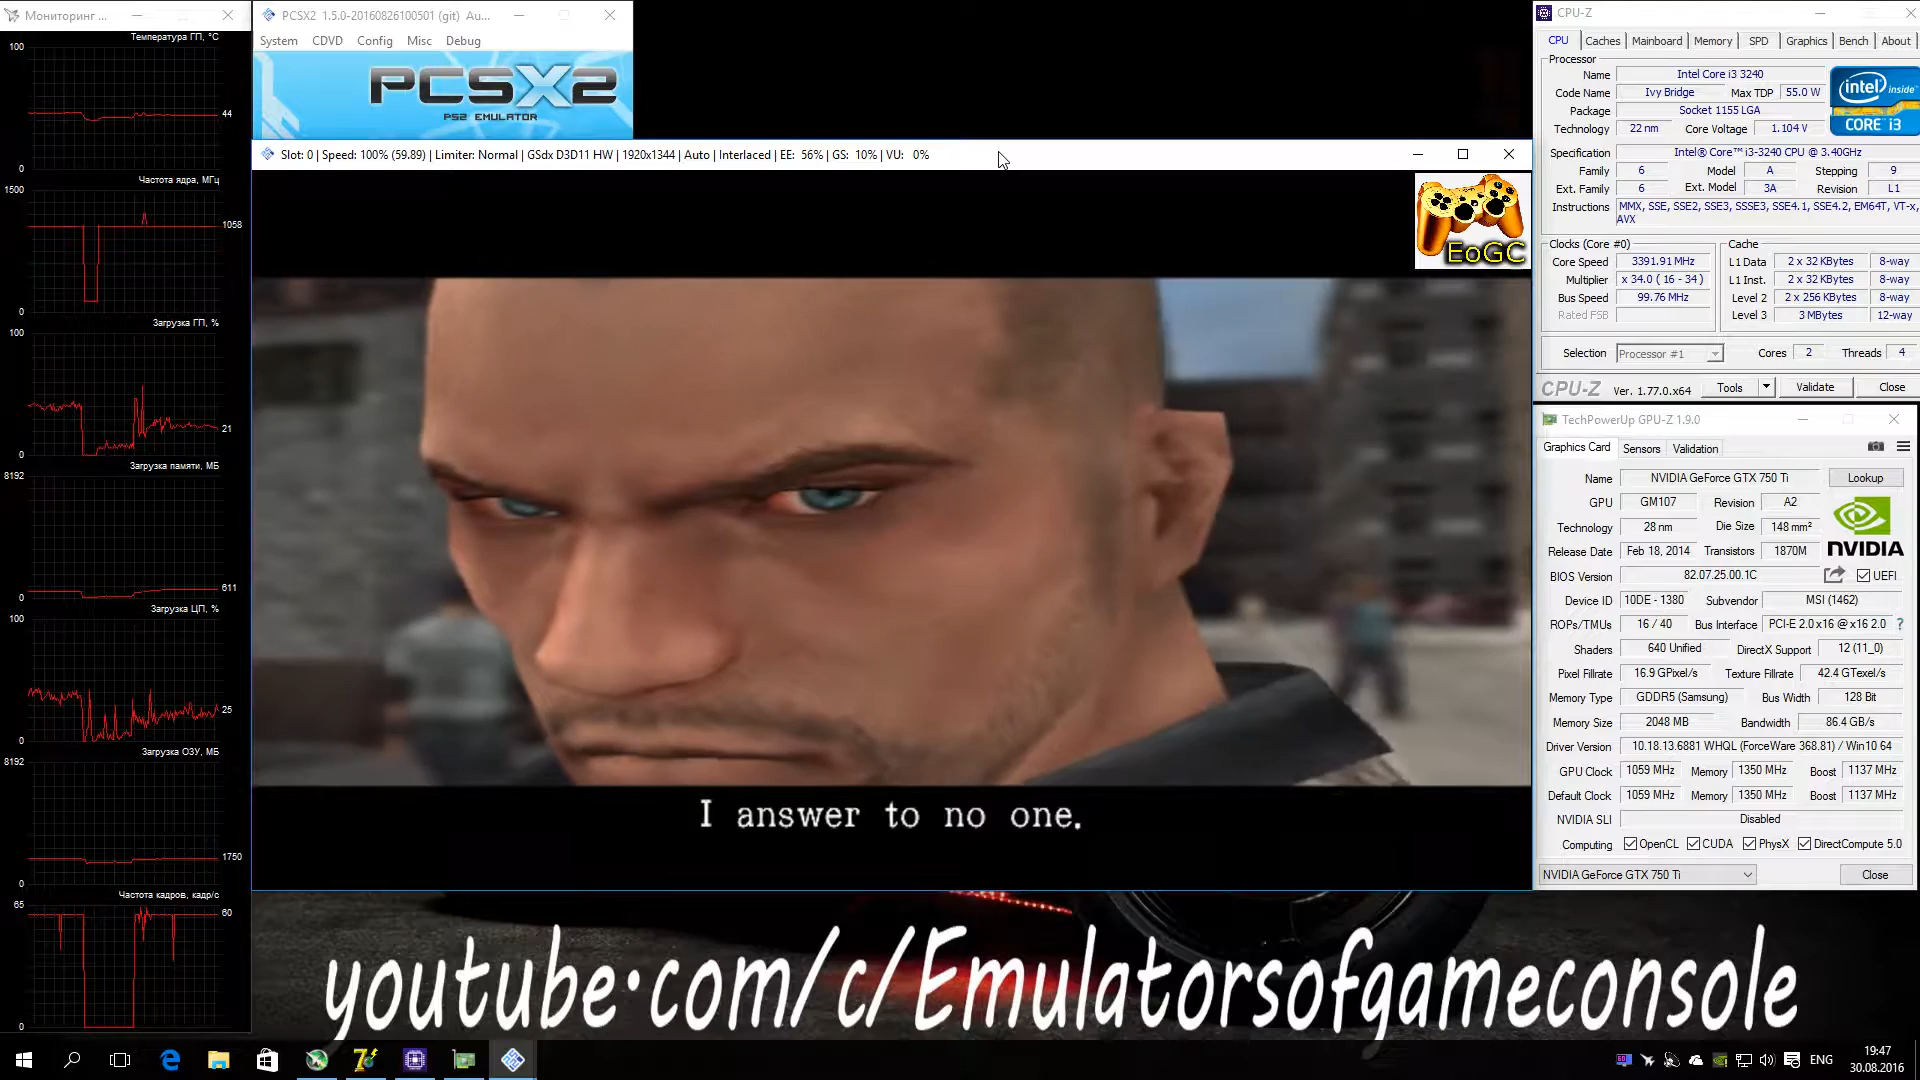 Мониторинг ...
Температура ГП, °C
100
44
0
Частота ядра, МГц
1500
1058
0
Загрузка ГП, %
100
21
0
Загрузка памяти, МБ
8192
611
0
Загрузка ЦП, %
100
25
0
Загрузка ОЗУ, МБ
8192
1750
0
Частота кадров, кадр/с
65
60
0
PCSX2 1.5.0-20160826100501 (git) Au...
System CDVD Config Misc Debug
PCSX2
PS2 EMULATOR
Slot: 0 | Speed: 100% (59.89) | Limiter: Normal | GSdx D3D11 HW | 1920x1344 | Auto | Interlaced | EE: 56% | GS: 10% | VU: 0%
EoGC
I answer to no one.
CPU-Z
CPU Caches Mainboard Memory SPD Graphics Bench About
Processor
Name Intel Core i3 3240
Code Name Ivy Bridge Max TDP 55.0 W
Package Socket 1155 LGA
Technology 22 nm Core Voltage 1.104 V
intel inside
CORE i3
Specification Intel® Core™ i3-3240 CPU @ 3.40GHz
Family 6 Model A Stepping 9
Ext. Family 6 Ext. Model 3A Revision L1
Instructions MMX, SSE, SSE2, SSE3, SSSE3, SSE4.1, SSE4.2, EM64T, VT-x,
AVX
Clocks (Core #0) Cache
Core Speed 3391.91 MHz L1 Data 2 x 32 KBytes 8-way
Multiplier x 34.0 ( 16 - 34 ) L1 Inst. 2 x 32 KBytes 8-way
Bus Speed 99.76 MHz Level 2 2 x 256 KBytes 8-way
Rated FSB Level 3 3 MBytes 12-way
Selection Processor #1 Cores 2 Threads 4
CPU-Z Ver. 1.77.0.x64 Tools Validate Close
TechPowerUp GPU-Z 1.9.0
Graphics Card Sensors Validation
Name NVIDIA GeForce GTX 750 Ti Lookup
GPU GM107 Revision A2
Technology 28 nm Die Size 148 mm²
Release Date Feb 18, 2014 Transistors 1870M
NVIDIA
BIOS Version 82.07.25.00.1C UEFI
Device ID 10DE - 1380 Subvendor MSI (1462)
ROPs/TMUs 16 / 40 Bus Interface PCI-E 2.0 x16 @ x16 2.0 ?
Shaders 640 Unified DirectX Support 12 (11_0)
Pixel Fillrate 16.9 GPixel/s Texture Fillrate 42.4 GTexel/s
Memory Type GDDR5 (Samsung) Bus Width 128 Bit
Memory Size 2048 MB Bandwidth 86.4 GB/s
Driver Version 10.18.13.6881 WHQL (ForceWare 368.81) / Win10 64
GPU Clock 1059 MHz Memory 1350 MHz Boost 1137 MHz
Default Clock 1059 MHz Memory 1350 MHz Boost 1137 MHz
NVIDIA SLI Disabled
Computing OpenCL CUDA PhysX DirectCompute 5.0
NVIDIA GeForce GTX 750 Ti Close
youtube.com/c/Emulatorsofgameconsole
60 ENG 19:47
30.08.2016